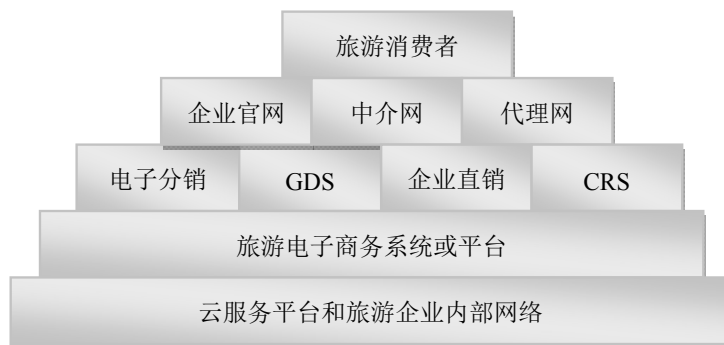 旅游消费者
企业官网 中介网 代理网
电子分销 GDS 企业直销 CRS
旅游电子商务系统或平台
云服务平台和旅游企业内部网络